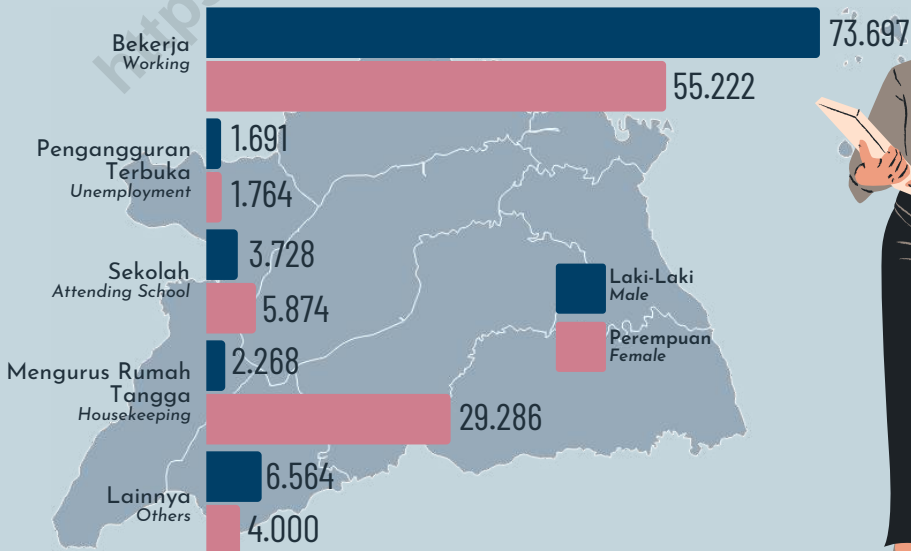 https
Bekerja
Working
73.697
55.222
UTARA
Pengangguran
Terbuka
Unemployment
1.691
1.764
Sekolah
Attending School
3.728
5.874
Laki-Laki
Male
Perempuan
Female
Mengurus Rumah
Tangga
Housekeeping
2.268
29.286
Lainnya
Others
6.564
4.000